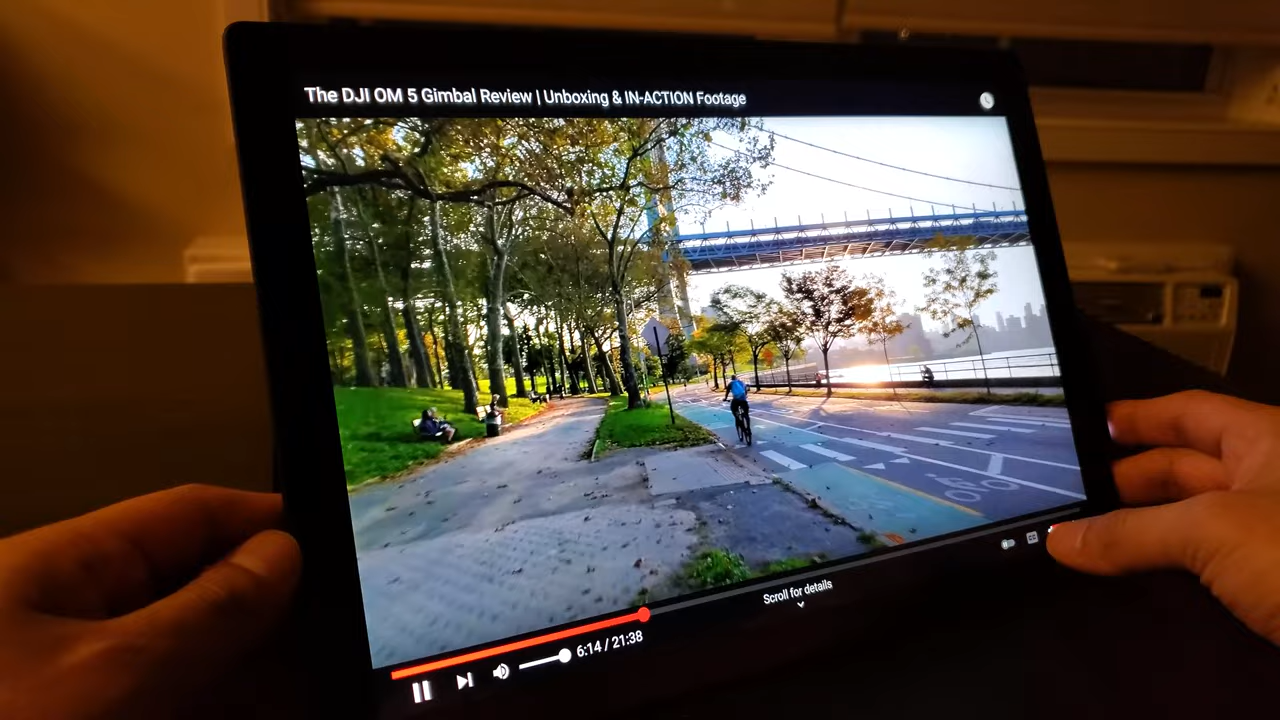 The DJI OM 5 Gimbal Review | Unboxing & IN-ACTION Footage
Scroll for details
6:14 / 21:38